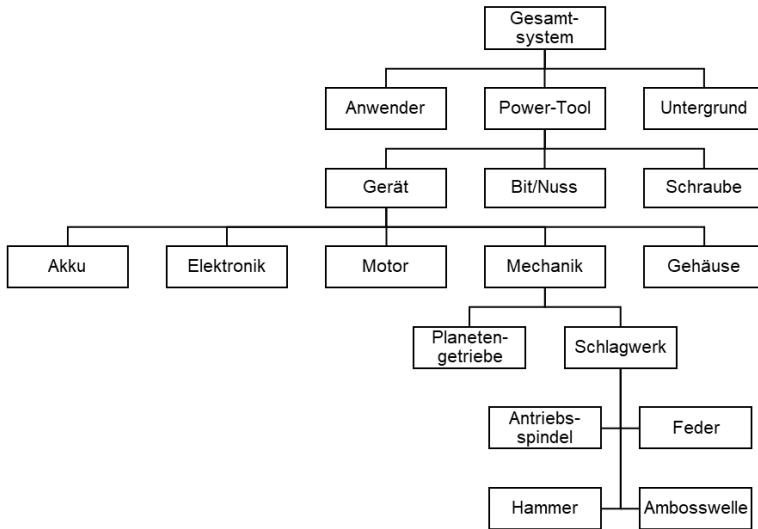 Gesamt-
system
Anwender
Power-Tool
Untergrund
Gerät
Bit/Nuss
Schraube
Akku
Elektronik
Motor
Mechanik
Gehäuse
Planeten-
getriebe
Schlagwerk
Antriebs-
spindel
Feder
Hammer
Ambosswelle